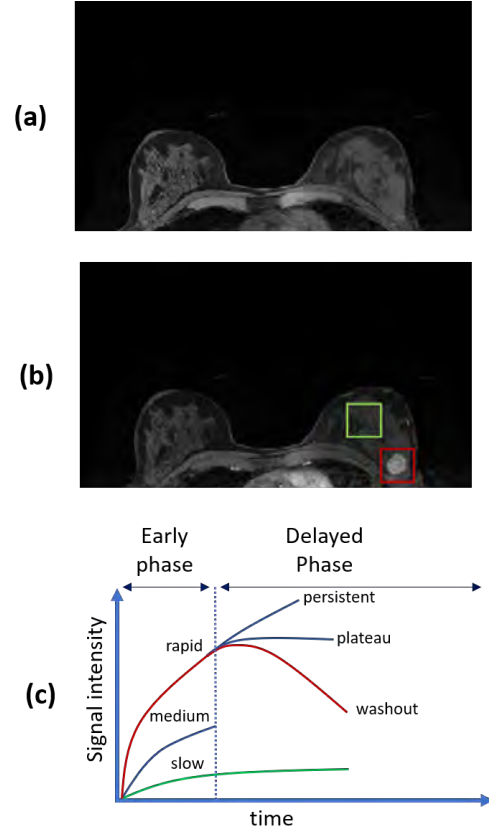 (a)
(b)
Early
phase
Delayed
Phase
persistent
rapid
plateau
(c)
Signal intensity
medium
washout
slow
time